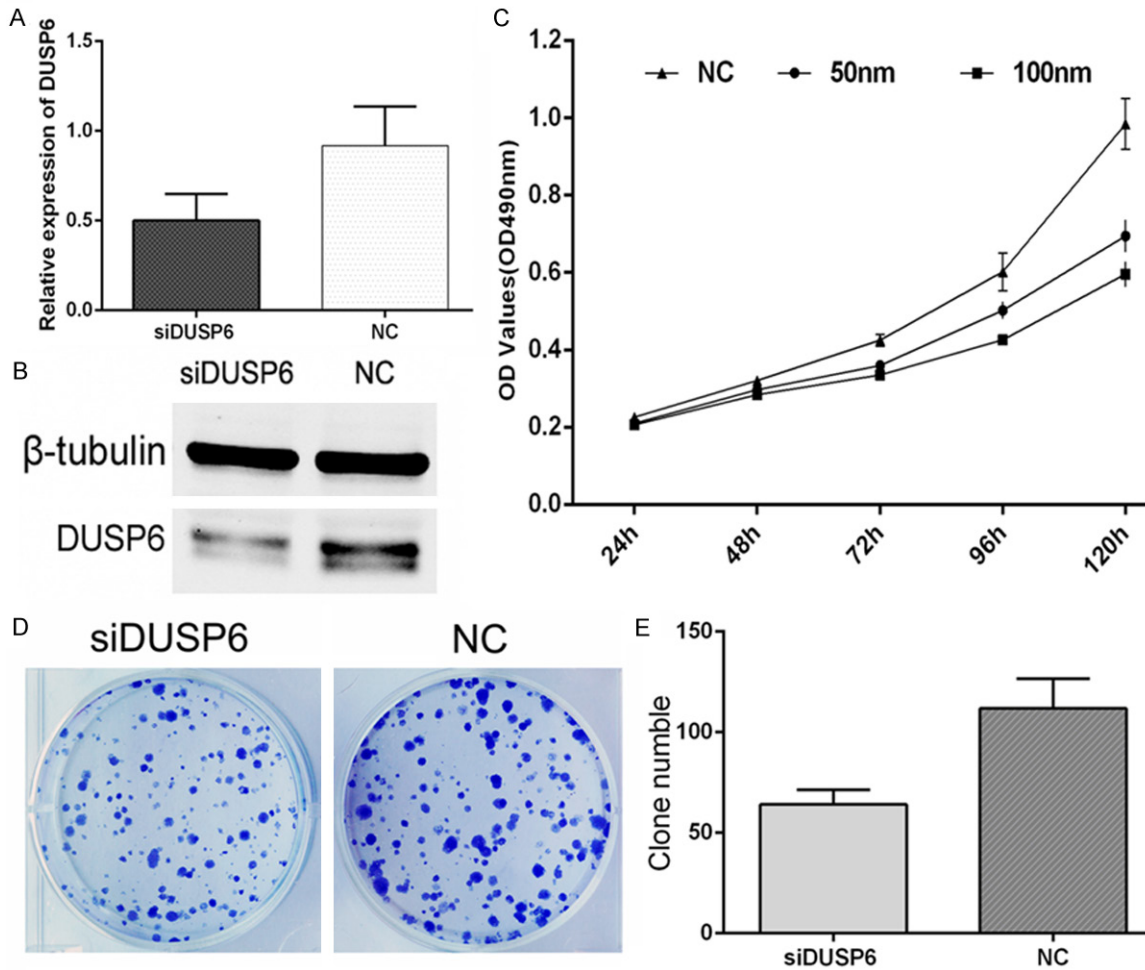 A
Relative expression of DUSP6
1.5
1.0
0.5
0.0
siDUSP6 NC
B
siDUSP6 NC
β-tubulin
DUSP6
C
OD Values(OD490nm)
1.2
1.0
0.8
0.6
0.4
0.2
0.0
NC 50nm 100nm
24h 48h 72h 96h 120h
D
siDUSP6 NC
E
Clone numble
150
100
50
0
siDUSP6 NC